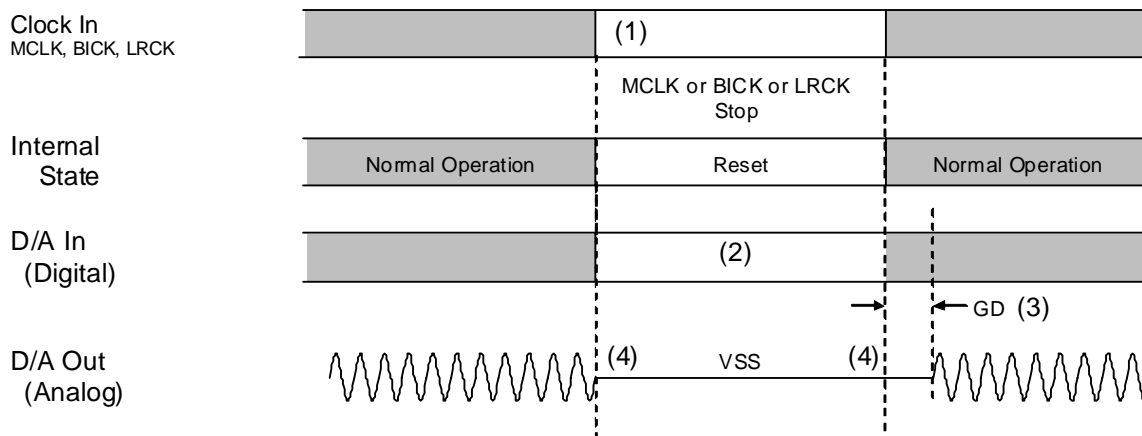 Clock In
MCLK, BICK, LRCK
(1)
MCLK or BICK or LRCK
Stop
Internal
State
Normal Operation
Reset
Normal Operation
D/A In
(Digital)
(2)
GD (3)
D/A Out
(Analog)
(4)
VSS
(4)